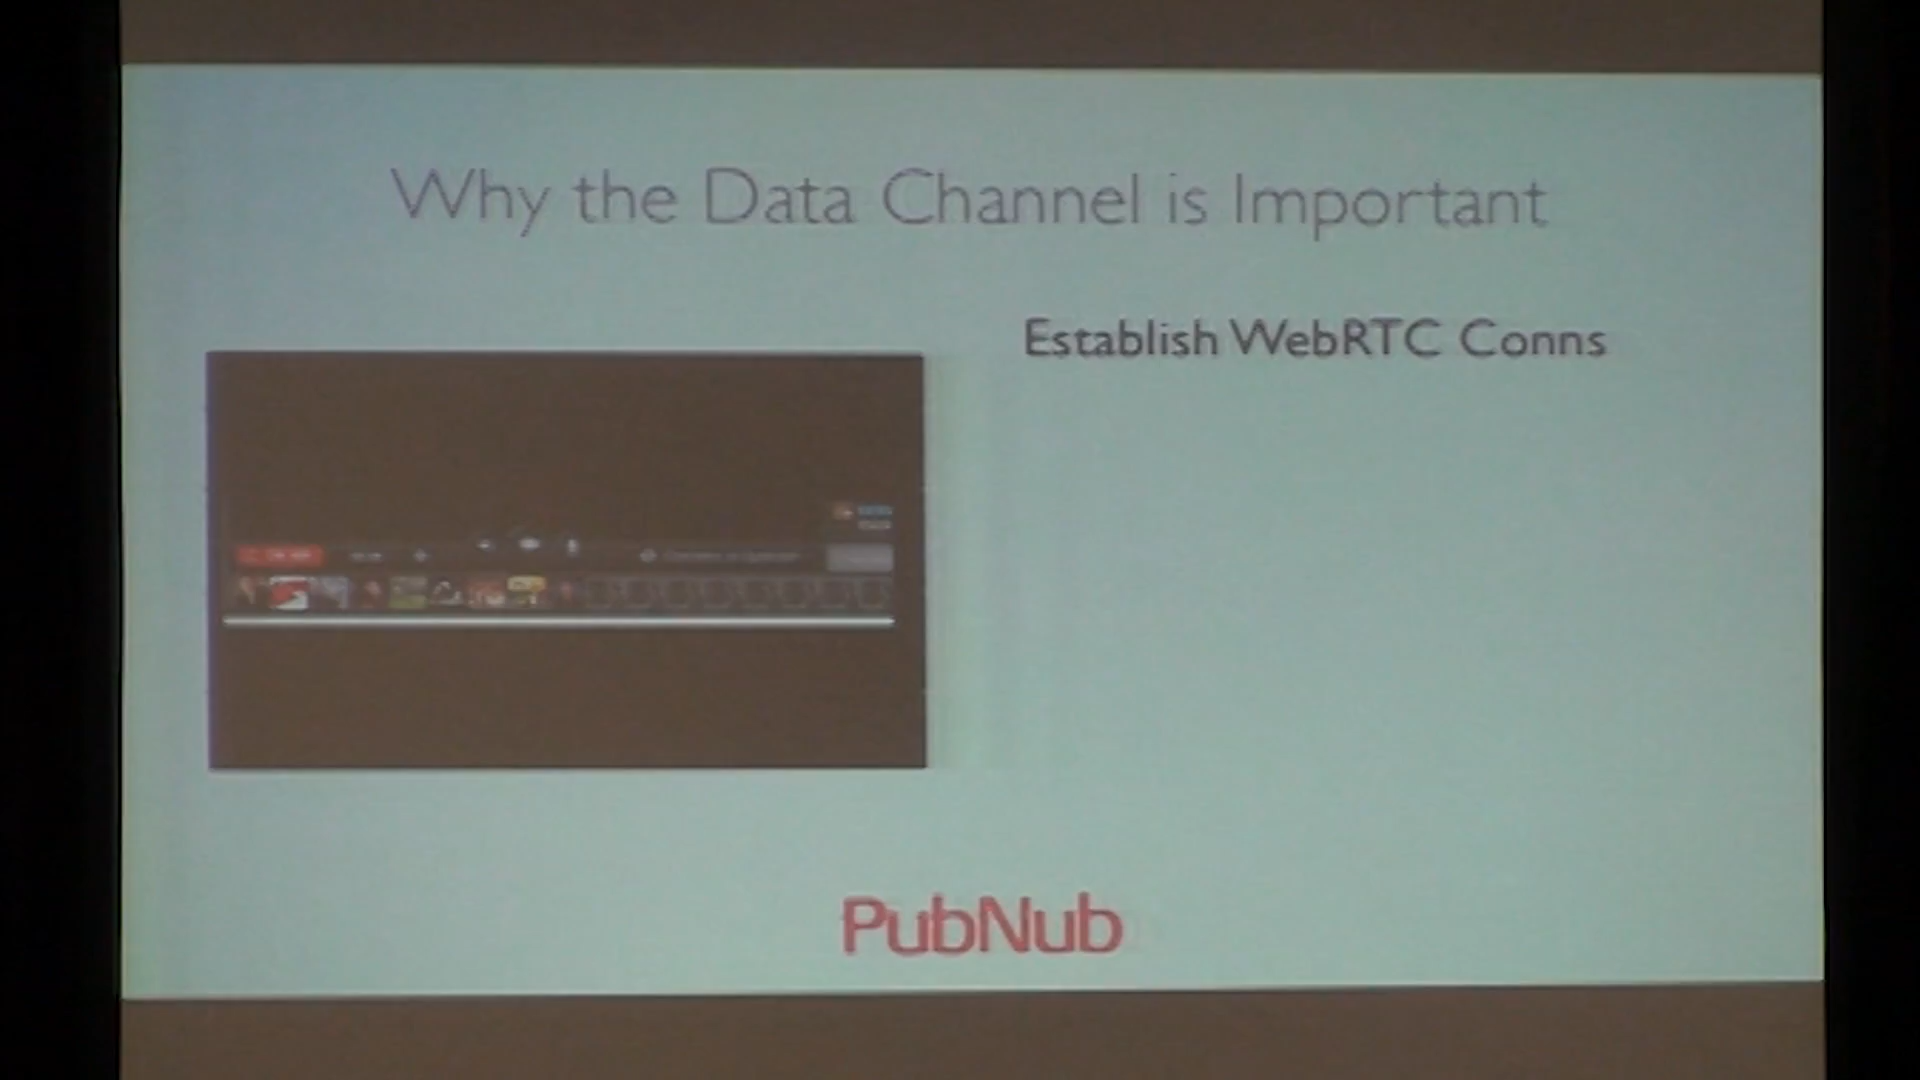 Why the Data Channel is Important
Establish WebRTC Conns
PubNub